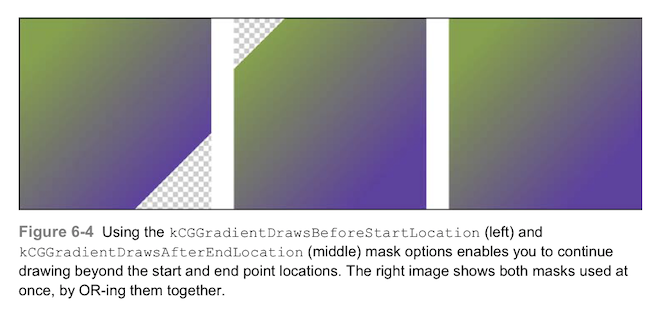 Figure 6-4 Using the kCGGradientDrawsBeforeStartLocation (left) and
kCGGradientDrawsAfterEndLocation (middle) mask options enables you to continue
drawing beyond the start and end point locations. The right image shows both masks used at
once, by OR-ing them together.